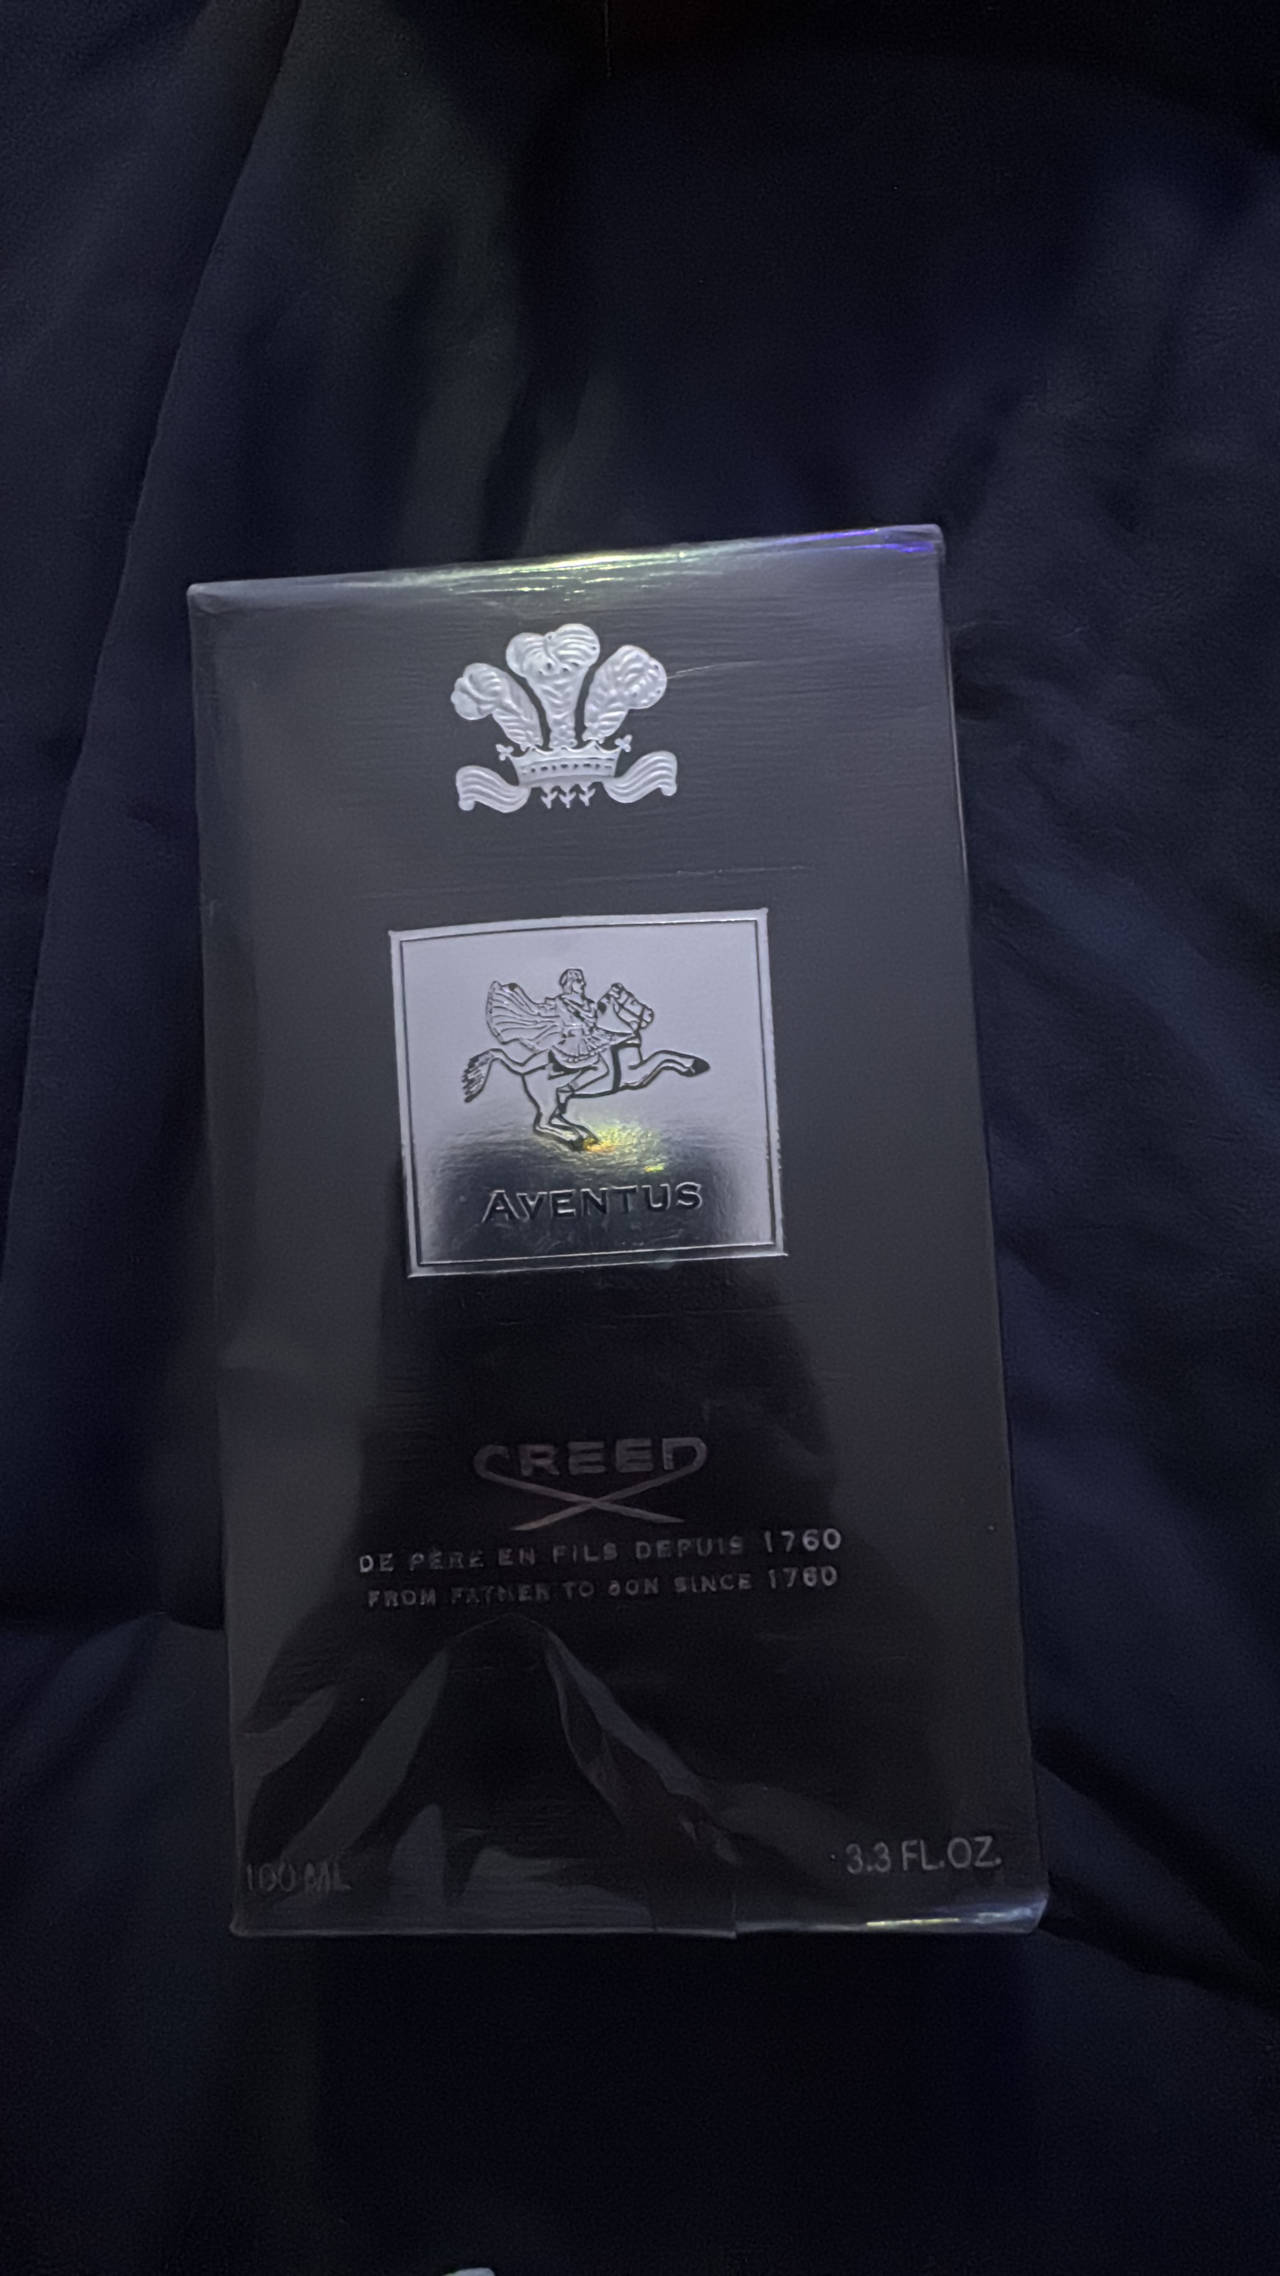 AVENTUS
CREED
DE PÈRE EN FILS DEPUIS 1760
FROM FATHER TO SON SINCE 1760
100 ML
3.3 FL.OZ.